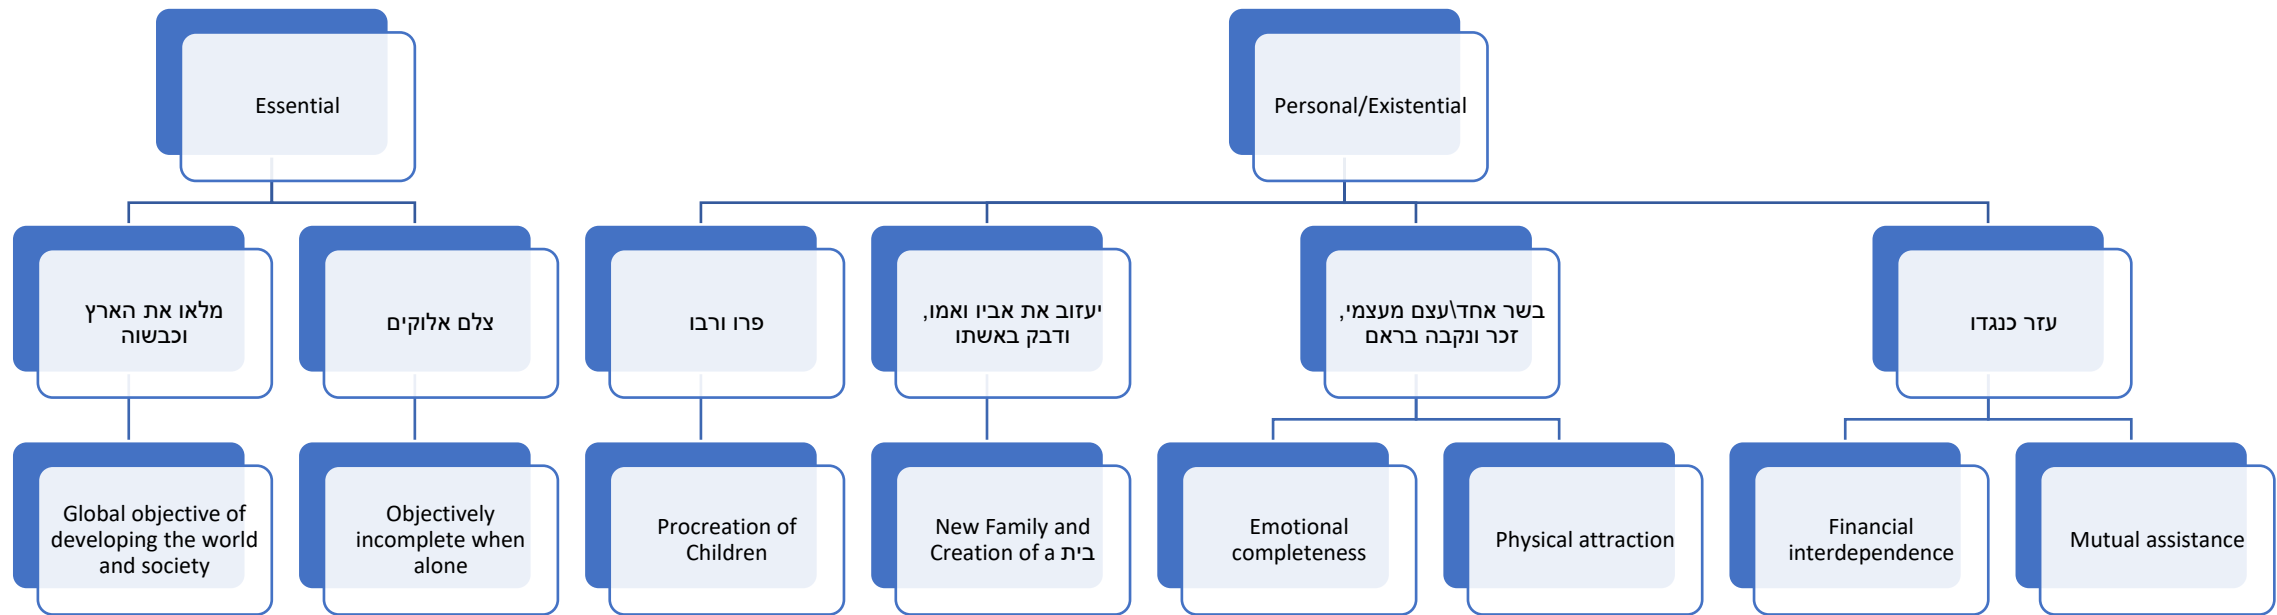 Essential
Personal/Existential
מלאו את הארץ
וכבשוה
צלם אלוקים
פרו ורבו
יעזוב את אביו ואמו,
ודבק באשתו
בשר אחד\עצם מעצמי,
זכר ונקבה בראם
עזר כנגדו
Global objective of
developing the world
and society
Objectively
incomplete when
alone
Procreation of
Children
New Family and
Creation of a בית
Emotional
completeness
Physical attraction
Financial
interdependence
Mutual assistance